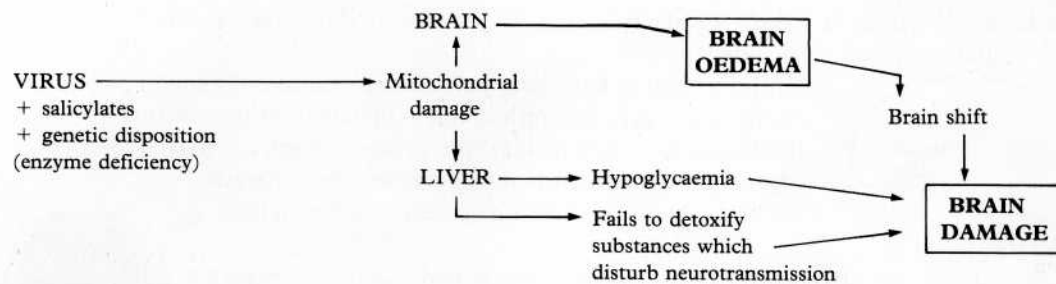 BRAIN
BRAIN
OEDEMA
VIRUS
+ salicylates
+ genetic disposition
(enzyme deficiency)
Mitochondrial
damage
Brain shift
LIVER
Hypoglycaemia
Fails to detoxify
substances which
disturb neurotransmission
BRAIN
DAMAGE